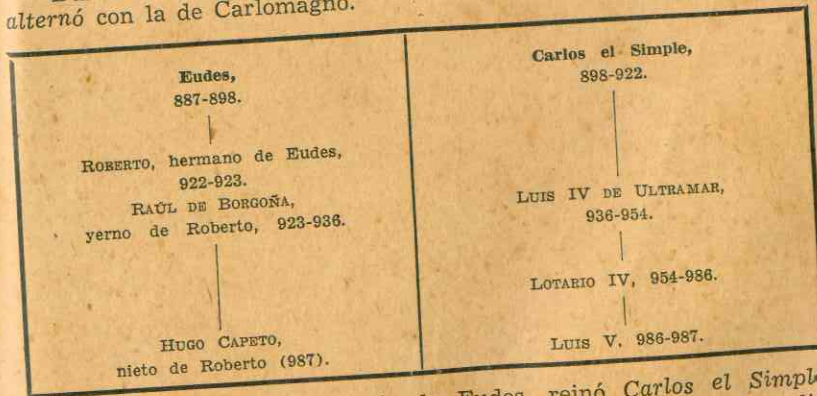 alternó con la de Carlomagno.
Eudes,
887-898.
ROBERTO, hermano de Eudes,
922-923.
RAÚL DE BORGOÑA,
yerno de Roberto, 923-936.
HUGO CAPETO,
nieto de Roberto (987).
Carlos el Simple,
898-922.
LUIS IV DE ULTRAMAR,
936-954.
LOTARIO IV, 954-986.
LUIS V. 986-987.
Eudes, reinó Carlos el Simple